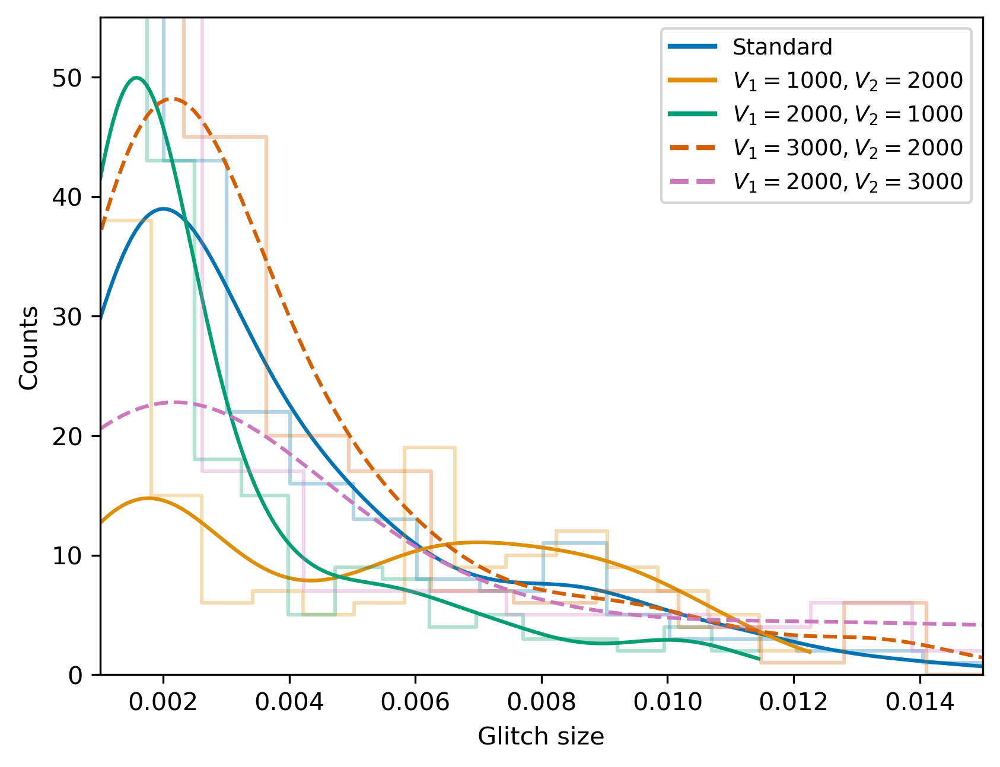 Standard
V₁ = 1000, V₂ = 2000
V₁ = 2000, V₂ = 1000
V₁ = 3000, V₂ = 2000
V₁ = 2000, V₂ = 3000
50
40
30
20
10
0
Counts
0.002 0.004 0.006 0.008 0.010 0.012 0.014
Glitch size